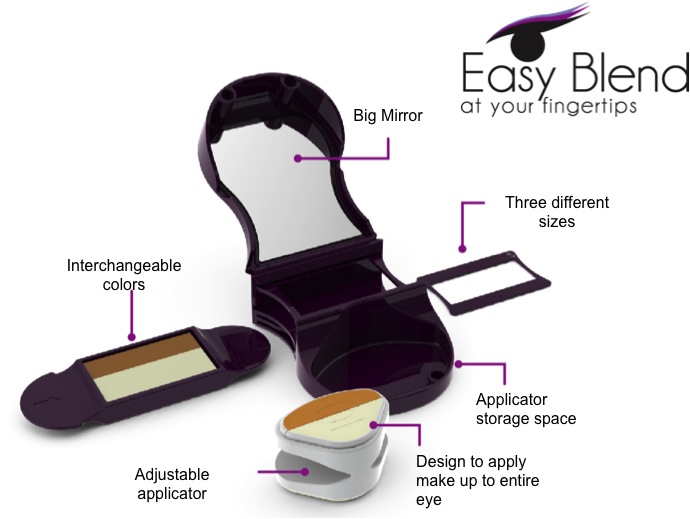 Easy Blend
at your fingertips
Big Mirror
Three different
sizes
Interchangeable
colors
Applicator
storage space
Adjustable
applicator
Design to apply
make up to entire
eye